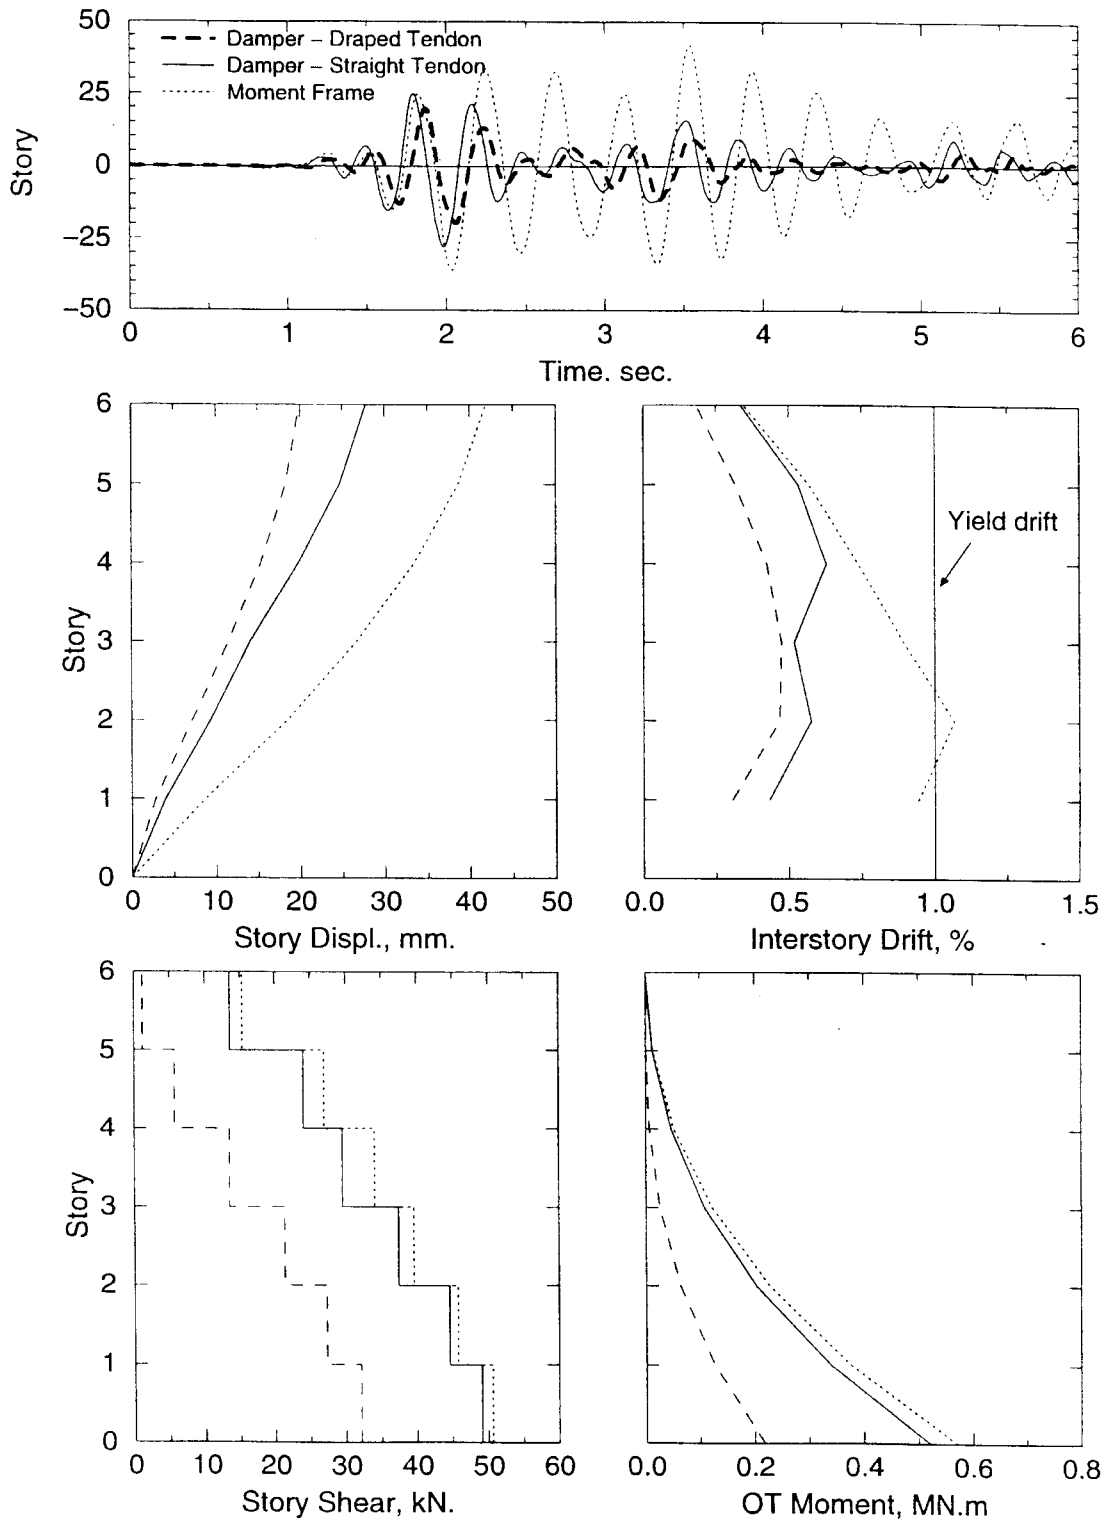 50
25
0
−25
−50
Story
Damper – Draped Tendon
Damper – Straight Tendon
Moment Frame
0 1 2 3 4 5 6
Time. sec.
6
5
4
3
2
1
0
Story
0 10 20 30 40 50
Story Displ., mm.
Yield drift
0.0 0.5 1.0 1.5
Interstory Drift, %
6
5
4
3
2
1
0
Story
0 10 20 30 40 50 60
Story Shear, kN.
0.0 0.2 0.4 0.6 0.8
OT Moment, MN.m